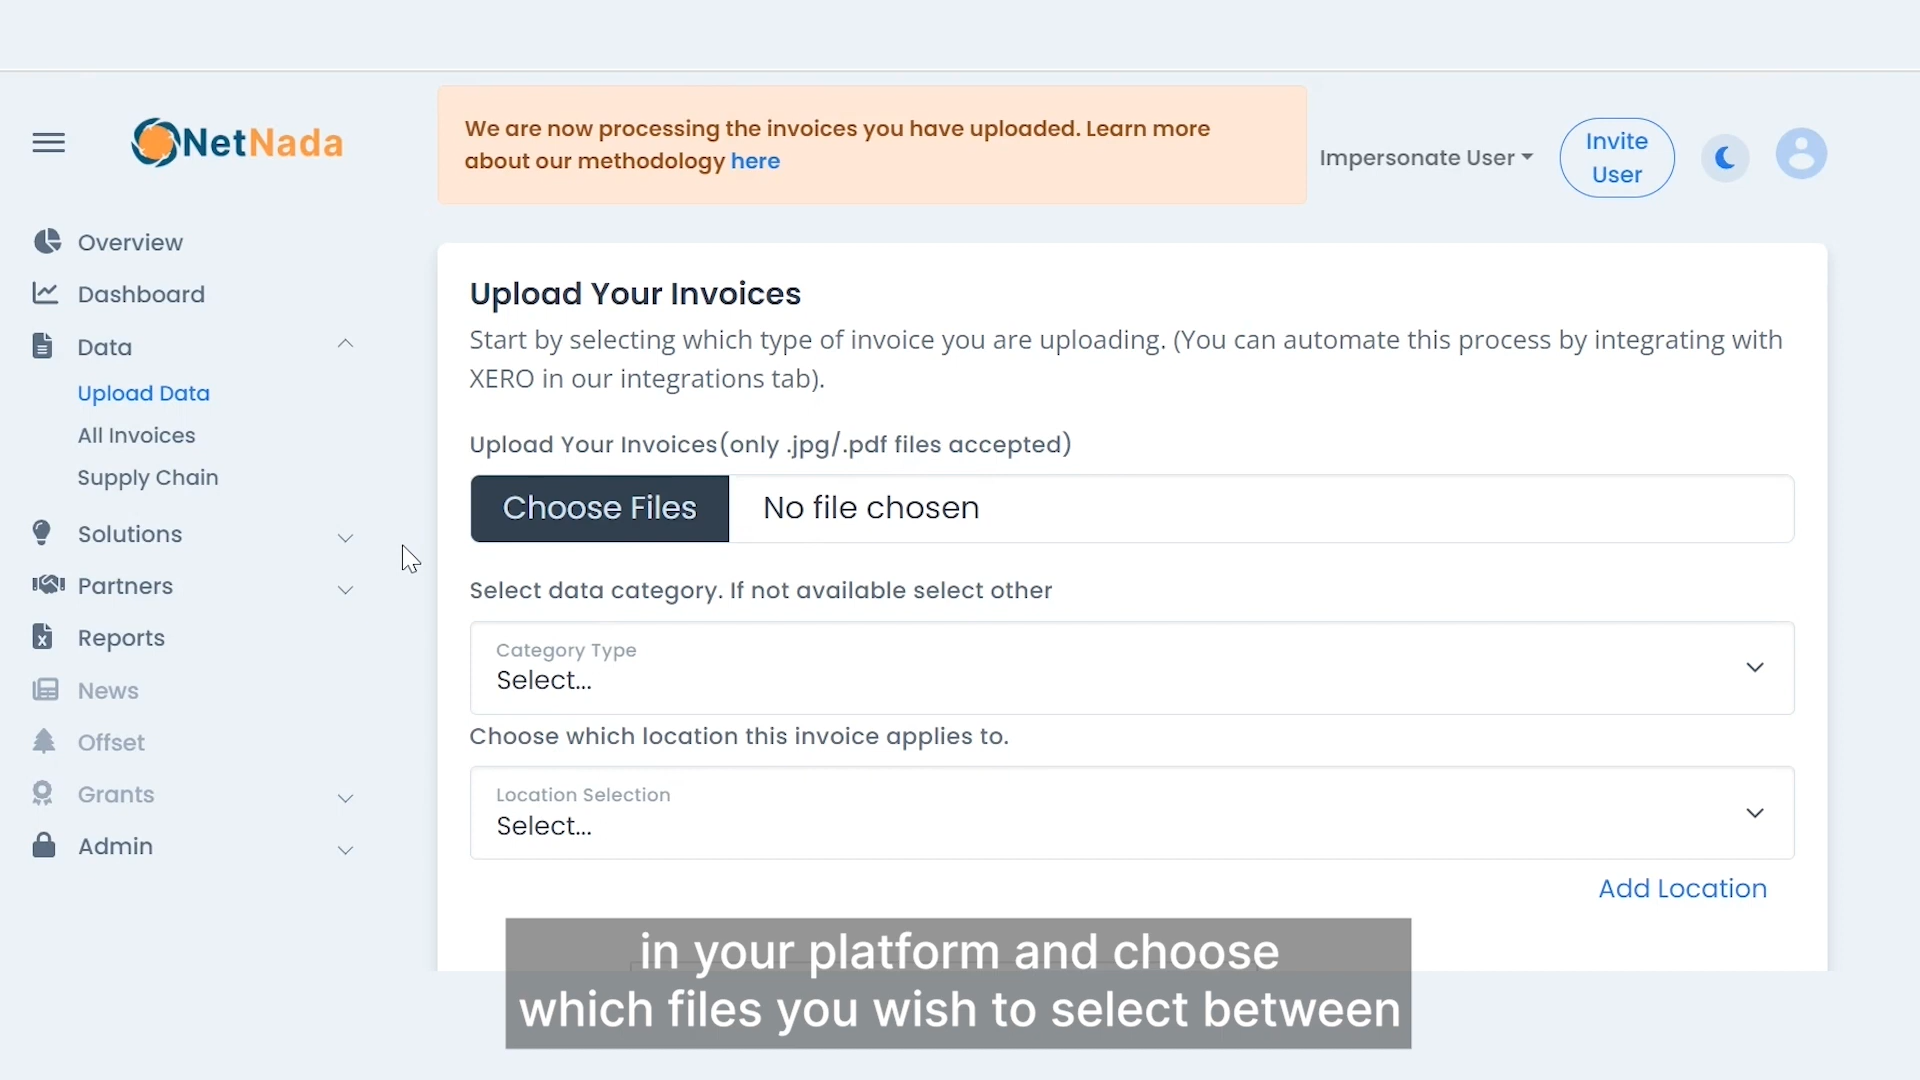 NetNada
We are now processing the invoices you have uploaded. Learn more
about our methodology here
Impersonate User
Invite
User
Overview
Dashboard
Data
Upload Data
All Invoices
Supply Chain
Solutions
Partners
Reports
News
Offset
Grants
Admin
Upload Your Invoices
Start by selecting which type of invoice you are uploading. (You can automate this process by integrating with
XERO in our integrations tab).
Upload Your Invoices(only .jpg/.pdf files accepted)
Choose Files No file chosen
Select data category. If not available select other
Category Type
Select...
Choose which location this invoice applies to.
Location Selection
Select...
Add Location
in your platform and choose
which files you wish to select between